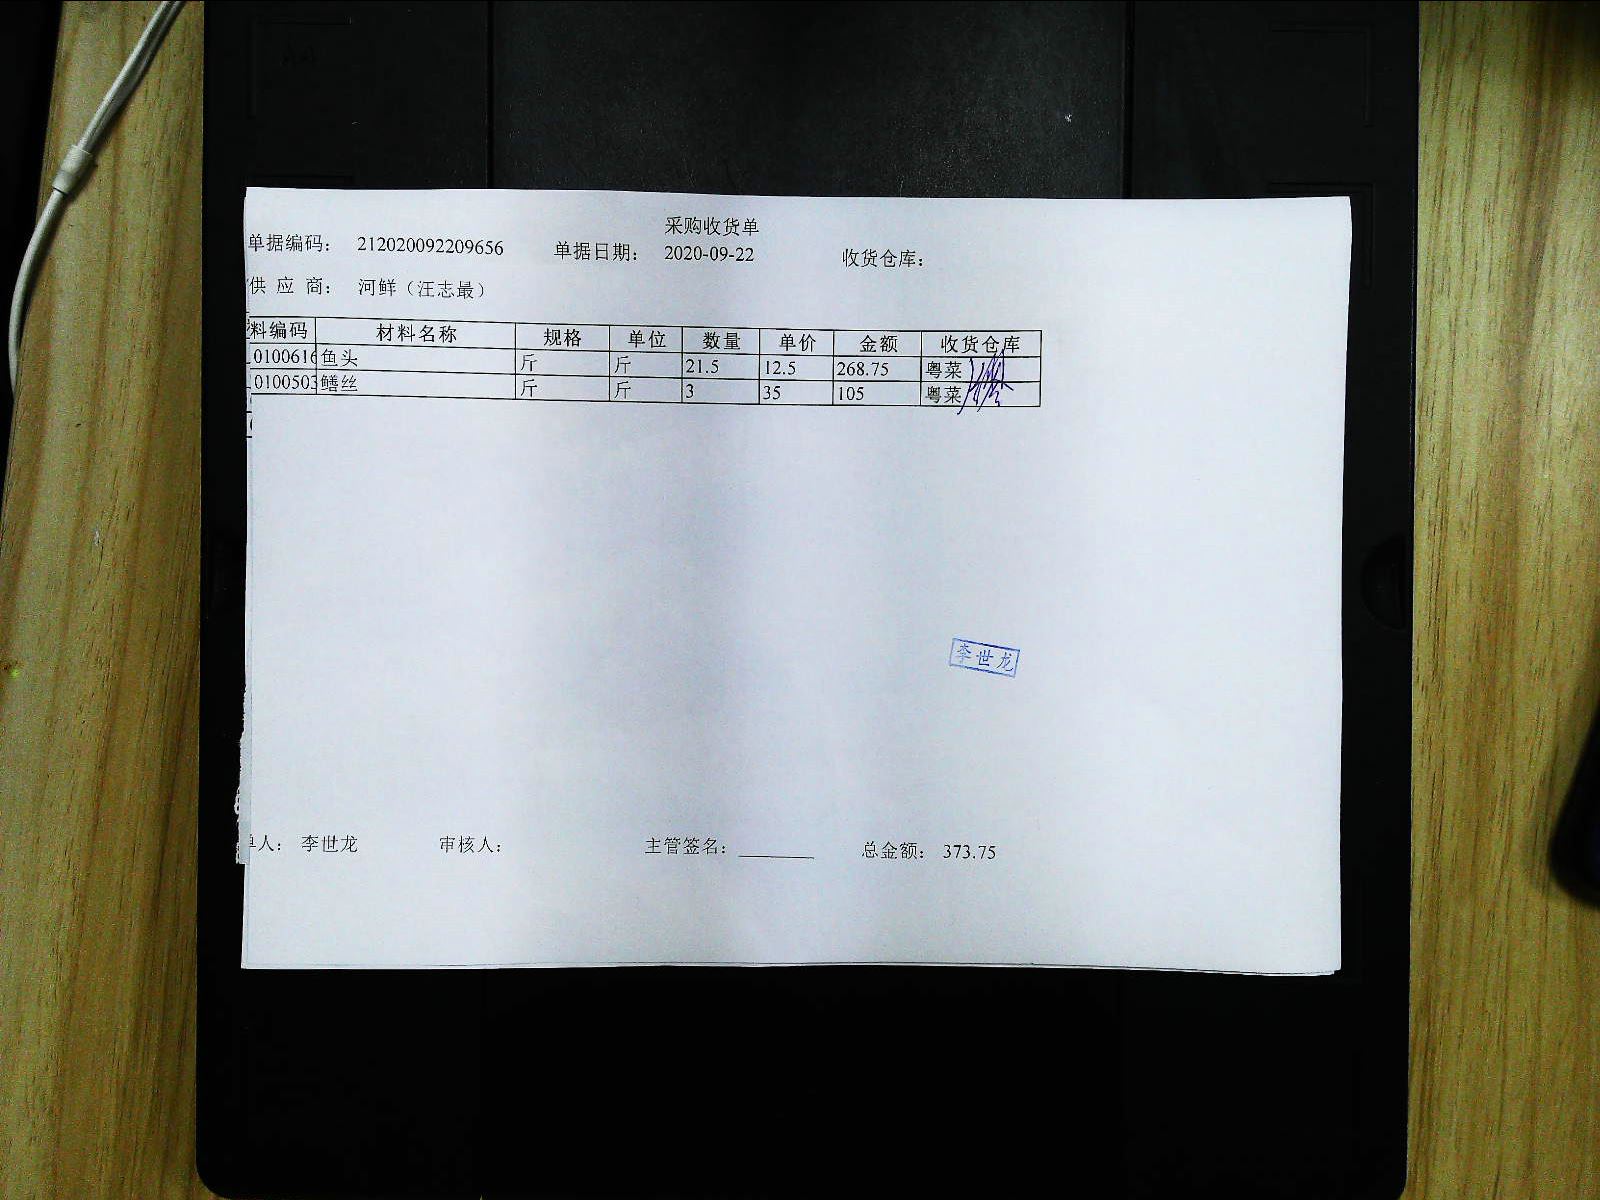 采购收货单
单据编码： 212020092209656 单据日期： 2020-09-22 收货仓库：
供 应 商： 河鲜（汪志最）
料编码 材料名称 规格 单位 数量 单价 金额 收货仓库
0100616 鱼头 斤 斤 21.5 12.5 268.75 粤菜
0100503 鳝丝 斤 斤 3 35 105 粤菜
李世龙
单人： 李世龙 审核人： 主管签名： 总金额： 373.75